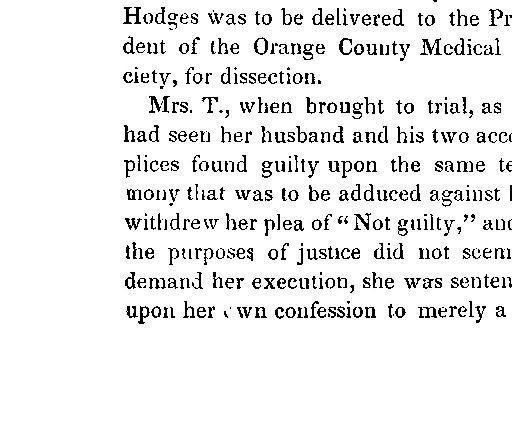 Hodges was to be delivered to the Pr
dent of the Orange County Medical
ciety, for dissection.
Mrs. T., when brought to trial, as
had seen her husband and his two acc
plices found guilty upon the same te
mony that was to be adduced against
withdrew her plea of "Not guilty," and
the purposes of justice did not seem
demand her execution, she was senten
upon her own confession to merely a